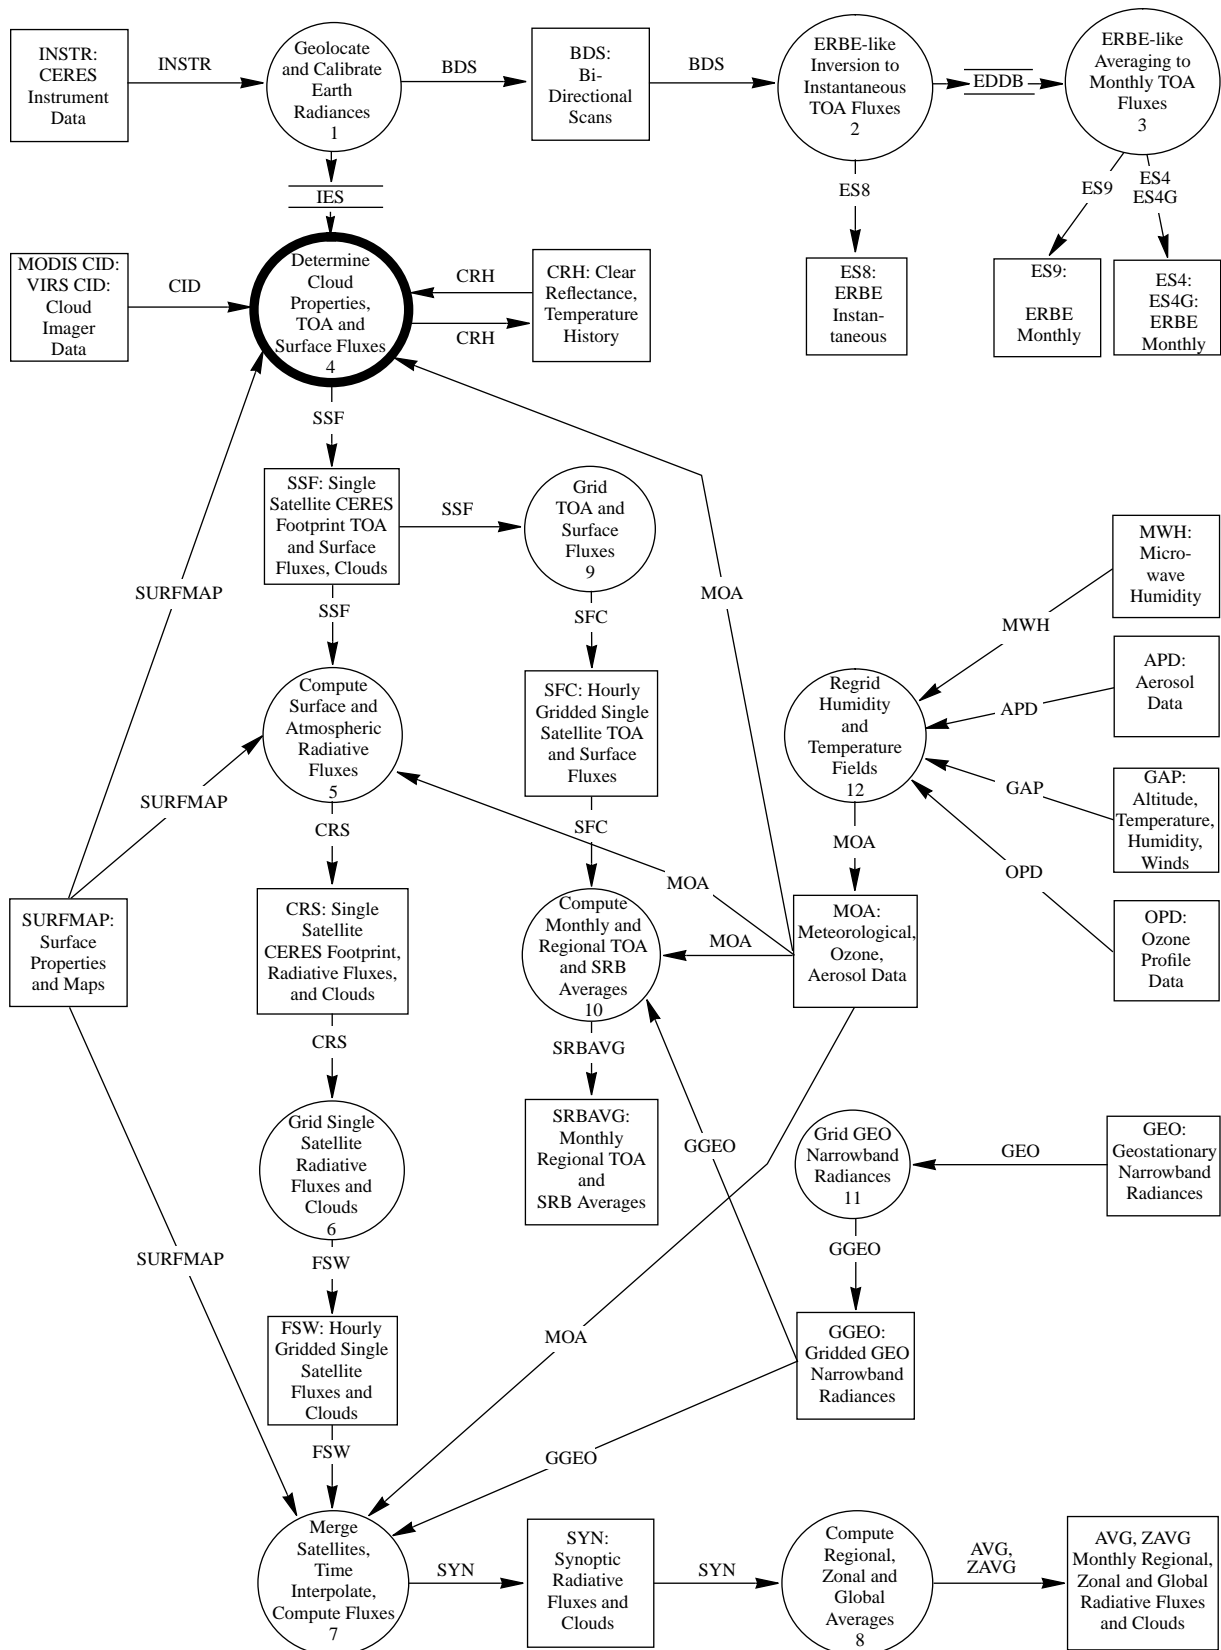 INSTR:
CERES
Instrument
Data
INSTR
Geolocate
and Calibrate
Earth
Radiances
1
BDS
BDS:
Bi-
Directional
Scans
BDS
ERBE-like
Inversion to
Instantaneous
TOA Fluxes
2
EDDB
ERBE-like
Averaging to
Monthly TOA
Fluxes
3
IES
ES8
ES9
ES4
ES4G
MODIS CID:
VIRS CID:
Cloud
Imager
Data
CID
Determine
Cloud
Properties,
TOA and
Surface Fluxes
4
CRH
CRH
CRH: Clear
Reflectance,
Temperature
History
ES8:
ERBE
Instan-
taneous
ES9:
ERBE
Monthly
ES4:
ES4G:
ERBE
Monthly
SSF
SSF: Single
Satellite CERES
Footprint TOA
and Surface
Fluxes, Clouds
SSF
Grid
TOA and
Surface
Fluxes
9
MWH:
Micro-
wave
Humidity
SURFMAP
SSF
SFC
MOA
MWH
Compute
Surface and
Atmospheric
Radiative
Fluxes
5
SFC: Hourly
Gridded Single
Satellite TOA
and Surface
Fluxes
Regrid
Humidity
and
Temperature
Fields
12
APD
APD:
Aerosol
Data
SURFMAP
GAP
GAP:
Altitude,
Temperature,
Humidity,
Winds
CRS
SFC
MOA
MOA
OPD
SURFMAP:
Surface
Properties
and Maps
CRS: Single
Satellite
CERES Footprint,
Radiative Fluxes,
and Clouds
Compute
Monthly and
Regional TOA
and SRB
Averages
10
MOA
MOA:
Meteorological,
Ozone,
Aerosol Data
OPD:
Ozone
Profile
Data
CRS
SRBAVG
Grid Single
Satellite
Radiative
Fluxes and
Clouds
6
SRBAVG:
Monthly
Regional TOA
and
SRB Averages
GGEO
Grid GEO
Narrowband
Radiances
11
GEO
GEO:
Geostationary
Narrowband
Radiances
SURFMAP
FSW
GGEO
FSW: Hourly
Gridded Single
Satellite
Fluxes and
Clouds
MOA
GGEO:
Gridded GEO
Narrowband
Radiances
FSW
GGEO
Merge
Satellites,
Time
Interpolate,
Compute Fluxes
7
SYN
SYN:
Synoptic
Radiative
Fluxes and
Clouds
SYN
Compute
Regional,
Zonal and
Global
Averages
8
AVG,
ZAVG
AVG, ZAVG
Monthly Regional,
Zonal and Global
Radiative Fluxes
and Clouds